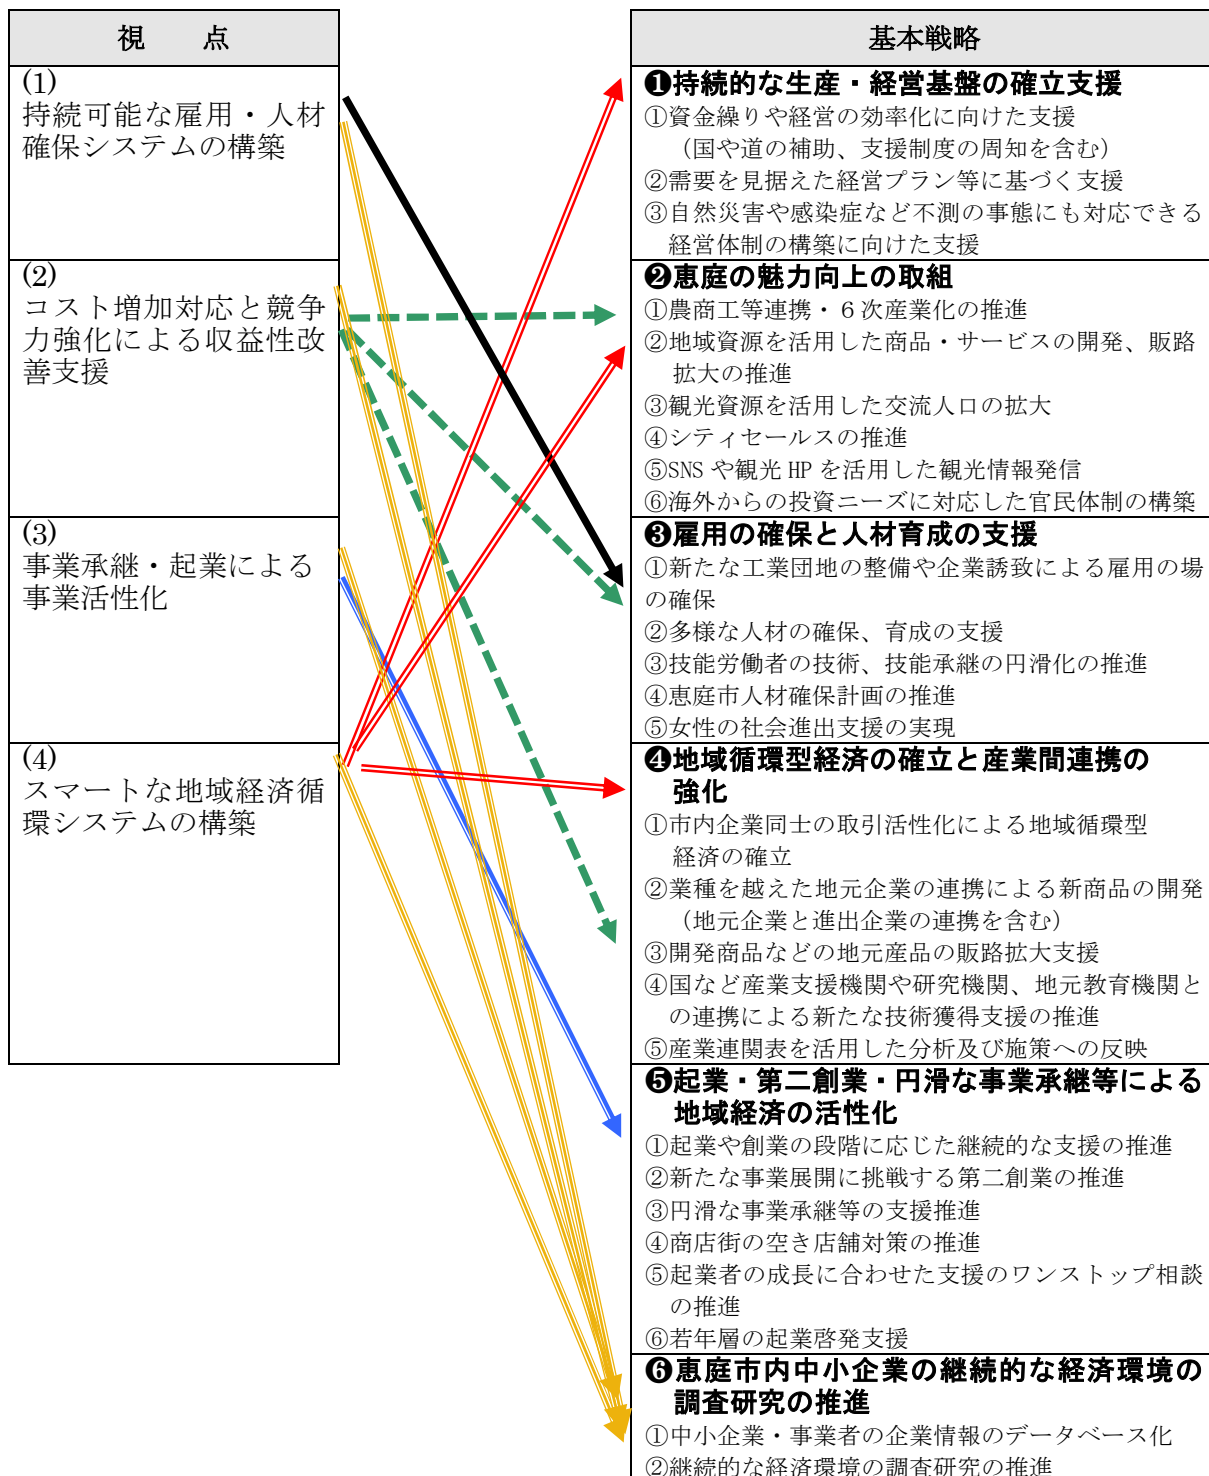 視　点
(1)
持続可能な雇用・人材
確保システムの構築
(2)
コスト増加対応と競争
力強化による収益性改
善支援
(3)
事業承継・起業による
事業活性化
(4)
スマートな地域経済循
環システムの構築
基本戦略
❶持続的な生産・経営基盤の確立支援
①資金繰りや経営の効率化に向けた支援
（国や道の補助、支援制度の周知を含む）
②需要を見据えた経営プラン等に基づく支援
③自然災害や感染症など不測の事態にも対応できる
経営体制の構築に向けた支援
❷恵庭の魅力向上の取組
①農商工等連携・６次産業化の推進
②地域資源を活用した商品・サービスの開発、販路
拡大の推進
③観光資源を活用した交流人口の拡大
④シティセールスの推進
⑤SNS や観光 HP を活用した観光情報発信
⑥海外からの投資ニーズに対応した官民体制の構築
❸雇用の確保と人材育成の支援
①新たな工業団地の整備や企業誘致による雇用の場
の確保
②多様な人材の確保、育成の支援
③技能労働者の技術、技能承継の円滑化の推進
④恵庭市人材確保計画の推進
⑤女性の社会進出支援の実現
❹地域循環型経済の確立と産業間連携の
強化
①市内企業同士の取引活性化による地域循環型
経済の確立
②業種を越えた地元企業の連携による新商品の開発
（地元企業と進出企業の連携を含む）
③開発商品などの地元産品の販路拡大支援
④国など産業支援機関や研究機関、地元教育機関と
の連携による新たな技術獲得支援の推進
⑤産業連関表を活用した分析及び施策への反映
❺起業・第二創業・円滑な事業承継等による
地域経済の活性化
①起業や創業の段階に応じた継続的な支援の推進
②新たな事業展開に挑戦する第二創業の推進
③円滑な事業承継等の支援推進
④商店街の空き店舗対策の推進
⑤起業者の成長に合わせた支援のワンストップ相談
の推進
⑥若年層の起業啓発支援
❻恵庭市内中小企業の継続的な経済環境の
調査研究の推進
①中小企業・事業者の企業情報のデータベース化
②継続的な経済環境の調査研究の推進